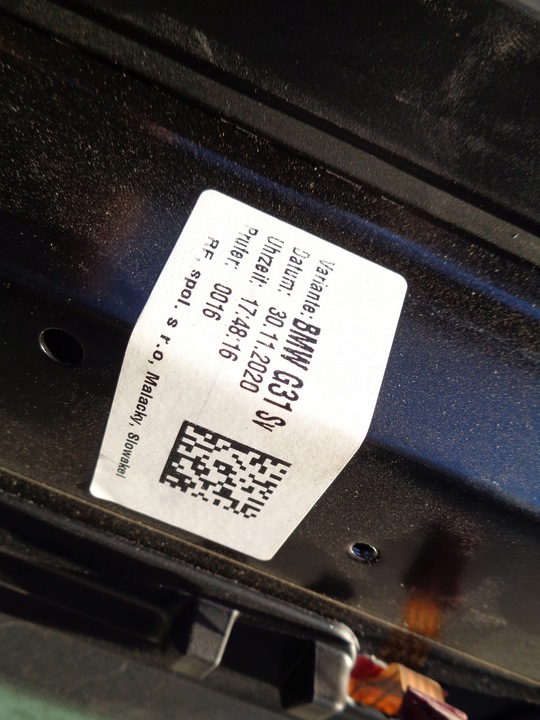 Variante: BMW G31 SV
Datum: 30.11.2020
Uhrzeit: 17:48:16
Prüfer: 0016
RF, spol. s r.o, Malacky, Slowakei